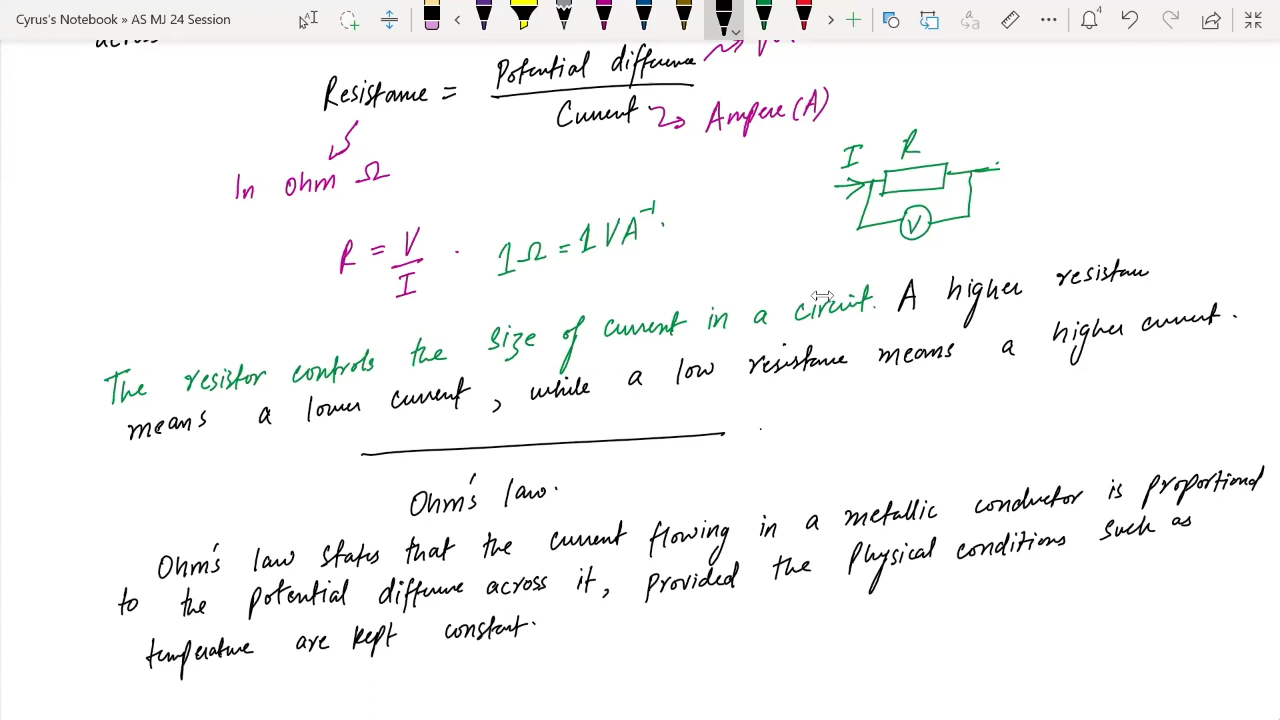 Cyrus's Notebook » AS MJ 24 Session
4
across
Resistance = Potential difference
Current → Ampere (A)
In ohm Ω
I R
V
R = V
I
1Ω = 1VA⁻¹.
The resistor controls the size of current in a circuit. A higher resistance
means a lower current, while a low resistance means a higher current.
Ohm's law.
Ohm's law states that the current flowing in a metallic conductor is proportional
to the potential difference across it, provided the physical conditions such as
temperature are kept constant.